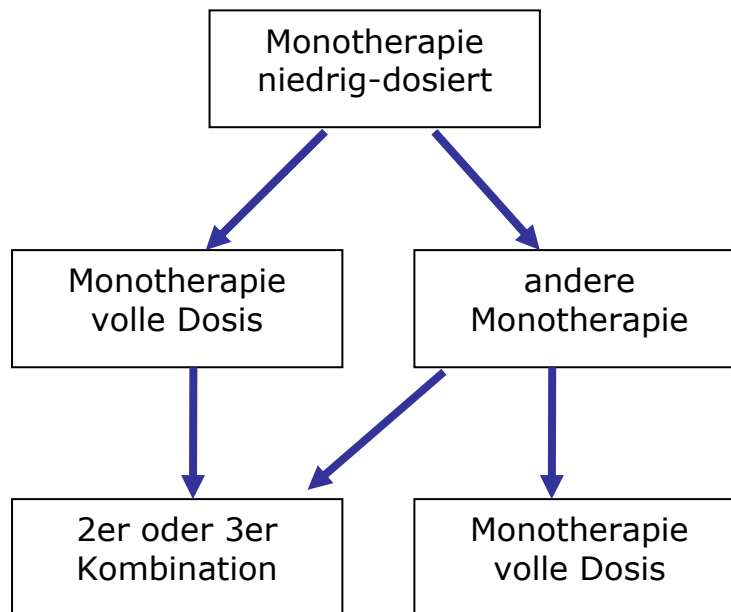 Monotherapie
niedrig-dosiert
Monotherapie
volle Dosis
andere
Monotherapie
2er oder 3er
Kombination
Monotherapie
volle Dosis